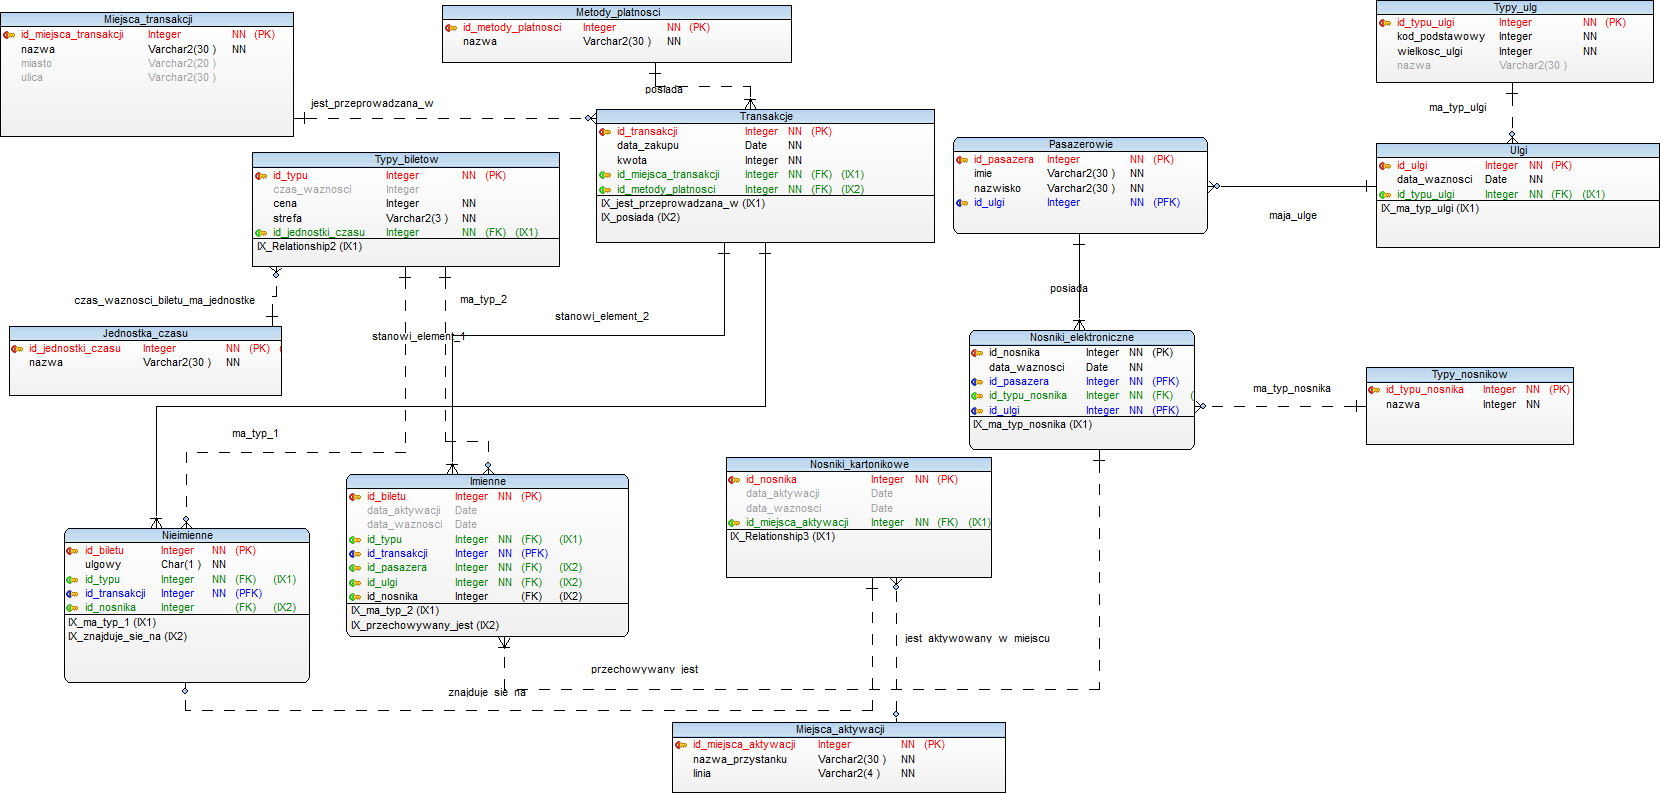 Miejsca_transakcji
id_miejsca_transakcji Integer NN (PK)
nazwa Varchar2(30 ) NN
miasto Varchar2(20 )
ulica Varchar2(30 )
Metody_platnosci
id_metody_platnosci Integer NN (PK)
nazwa Varchar2(30 ) NN
Typy_ulg
id_typu_ulgi Integer NN (PK)
kod_podstawowy Integer NN
wielkosc_ulgi Integer NN
nazwa Varchar2(30 )
posiada
jest_przeprowadzana_w
ma_typ_ulgi
Transakcje
id_transakcji Integer NN (PK)
data_zakupu Date NN
kwota Integer NN
id_miejsca_transakcji Integer NN (FK) (IX1)
id_metody_platnosci Integer NN (FK) (IX2)
IX_jest_przeprowadzana_w (IX1)
IX_posiada (IX2)
Pasazerowie
id_pasazera Integer NN (PK)
imie Varchar2(30 ) NN
nazwisko Varchar2(30 ) NN
id_ulgi Integer NN (PFK)
Ulgi
id_ulgi Integer NN (PK)
data_waznosci Date NN
id_typu_ulgi Integer NN (FK) (IX1)
IX_ma_typ_ulgi (IX1)
maja_ulge
Typy_biletow
id_typu Integer NN (PK)
czas_waznosci Integer
cena Integer NN
strefa Varchar2(3 ) NN
id_jednostki_czasu Integer NN (FK) (IX1)
IX_Relationship2 (IX1)
czas_waznosci_biletu_ma_jednostke
ma_typ_2
stanowi_element_2
stanowi_element_1
posiada
Jednostka_czasu
id_jednostki_czasu Integer NN (PK) (
nazwa Varchar2(30 ) NN
Nosniki_elektroniczne
id_nosnika Integer NN (PK)
data_waznosci Date NN
id_pasazera Integer NN (PFK)
id_typu_nosnika Integer NN (FK) (
id_ulgi Integer NN (PFK)
IX_ma_typ_nosnika (IX1)
ma_typ_nosnika
Typy_nosnikow
id_typu_nosnika Integer NN (PK)
nazwa Integer NN
ma_typ_1
Nosniki_kartonikowe
id_nosnika Integer NN (PK)
data_aktywacji Date
data_waznosci Date
id_miejsca_aktywacji Integer NN (FK) (IX1)
IX_Relationship3 (IX1)
Imienne
id_biletu Integer NN (PK)
data_aktywacji Date
data_waznosci Date
id_typu Integer NN (FK) (IX1)
id_transakcji Integer NN (PFK)
id_pasazera Integer NN (FK) (IX2)
id_ulgi Integer NN (FK) (IX2)
id_nosnika Integer (FK) (IX2)
IX_ma_typ_2 (IX1)
IX_przechowywany_jest (IX2)
Nieimienne
id_biletu Integer NN (PK)
ulgowy Char(1 ) NN
id_typu Integer NN (FK) (IX1)
id_transakcji Integer NN (PFK)
id_nosnika Integer (FK) (IX2)
IX_ma_typ_1 (IX1)
IX_znajduje_sie_na (IX2)
jest_aktywowany_w_miejscu
przechowywany_jest
znajduje_sie_na
Miejsca_aktywacji
id_miejsca_aktywacji Integer NN (PK)
nazwa_przystanku Varchar2(30 ) NN
linia Varchar2(4 ) NN